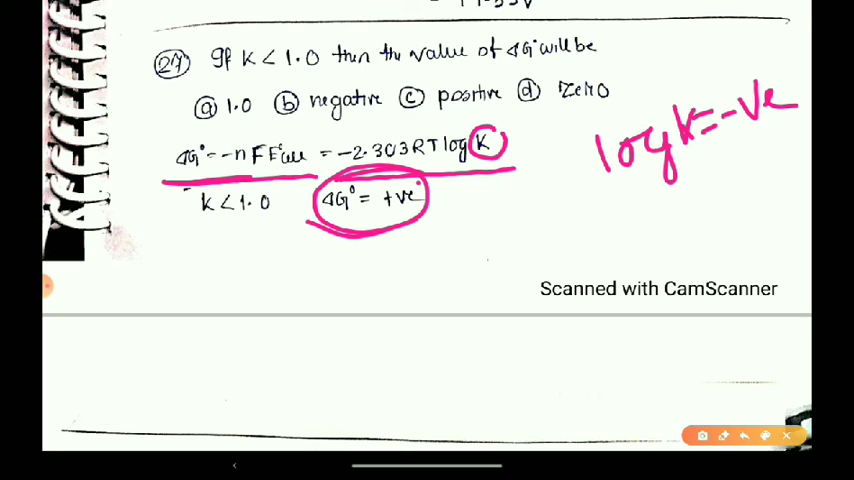 (27) If K < 1.0 then the value of ΔG° will be
(a) 1.0 (b) negative (c) positive (d) Zero
ΔG° = -nFE°cell = -2.303RT log K
K < 1.0 ΔG° = +ve
log K = -ve
Scanned with CamScanner